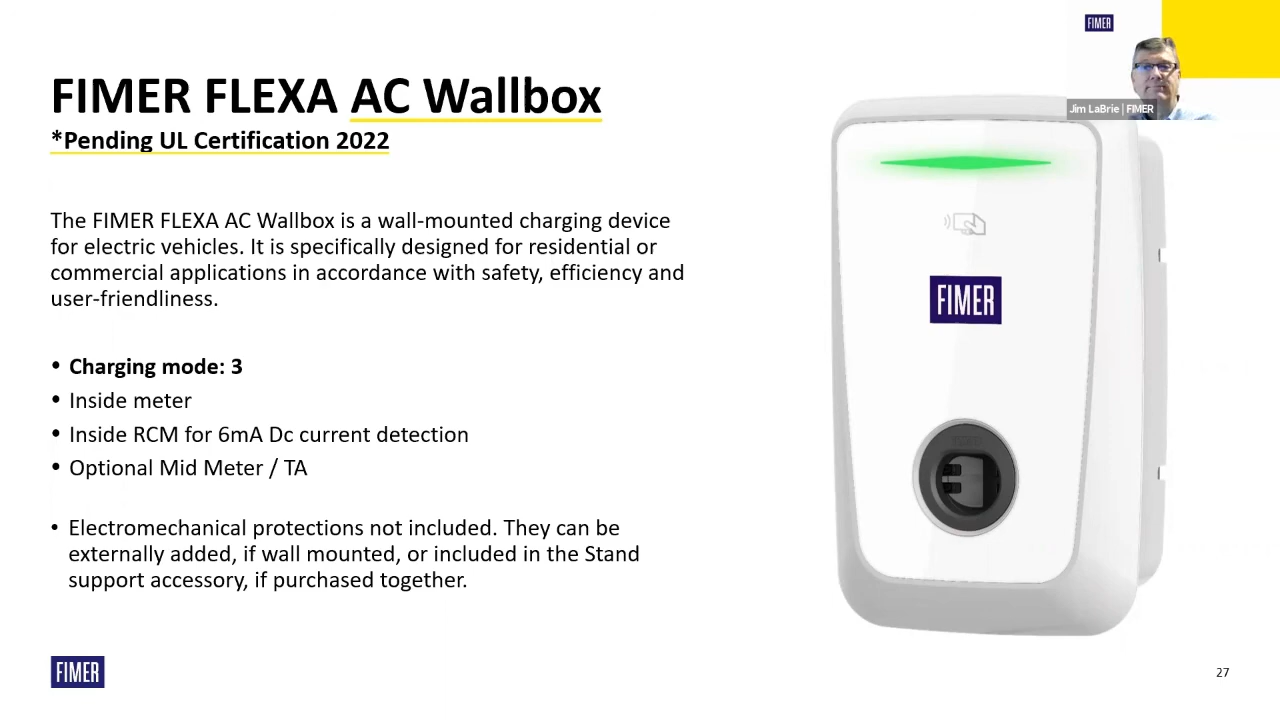 FIMER
FIMER FLEXA AC Wallbox
*Pending UL Certification 2022
Jim LaBrie | FIMER
The FIMER FLEXA AC Wallbox is a wall-mounted charging device
for electric vehicles. It is specifically designed for residential or
commercial applications in accordance with safety, efficiency and
user-friendliness.
• Charging mode: 3
• Inside meter
• Inside RCM for 6mA Dc current detection
• Optional Mid Meter / TA
• Electromechanical protections not included. They can be
externally added, if wall mounted, or included in the Stand
support accessory, if purchased together.
FIMER
FIMER
27